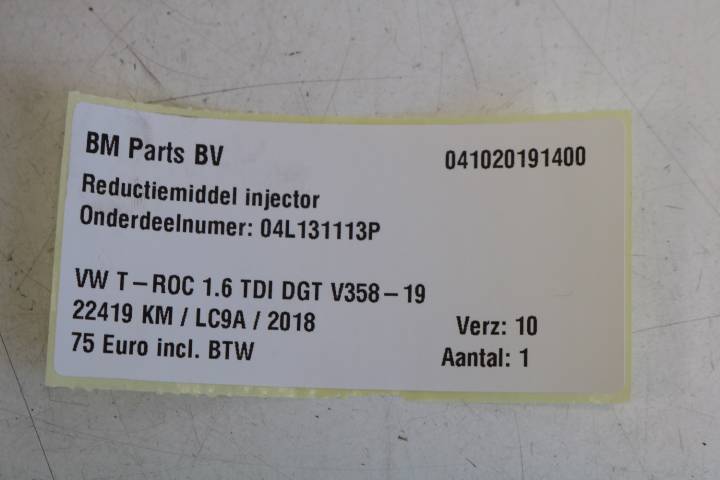 BM Parts BV 041020191400
Reductiemiddel injector
Onderdeelnumer: 04L131113P
VW T-ROC 1.6 TDI DGT V358-19
22419 KM / LC9A / 2018 Verz: 10
75 Euro incl. BTW Aantal: 1